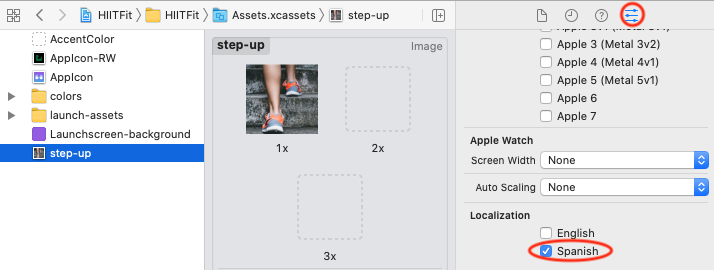 HIITFit
HIITFit
Assets.xcassets
step-up
AccentColor
AppIcon-RW
AppIcon
colors
launch-assets
Launchscreen-background
step-up
step-up
Image
1x
2x
3x
Apple 3 (Metal 3v2)
Apple 4 (Metal 4v1)
Apple 5 (Metal 5v1)
Apple 6
Apple 7
Apple Watch
Screen Width None
Auto Scaling None
Localization
English
Spanish